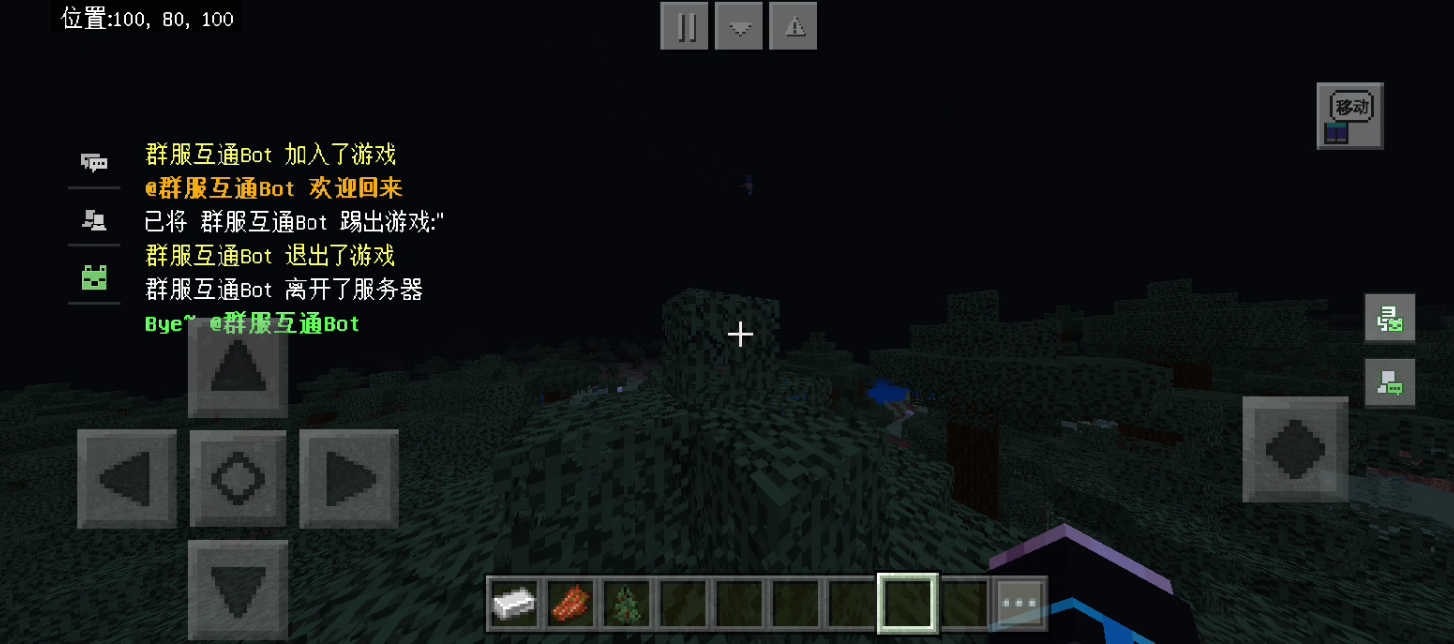 位置:100, 80, 100
移动
群服互通Bot 加入了游戏
@群服互通Bot 欢迎回来
已将 群服互通Bot 踢出游戏:"
群服互通Bot 退出了游戏
群服互通Bot 离开了服务器
Bye~ @群服互通Bot